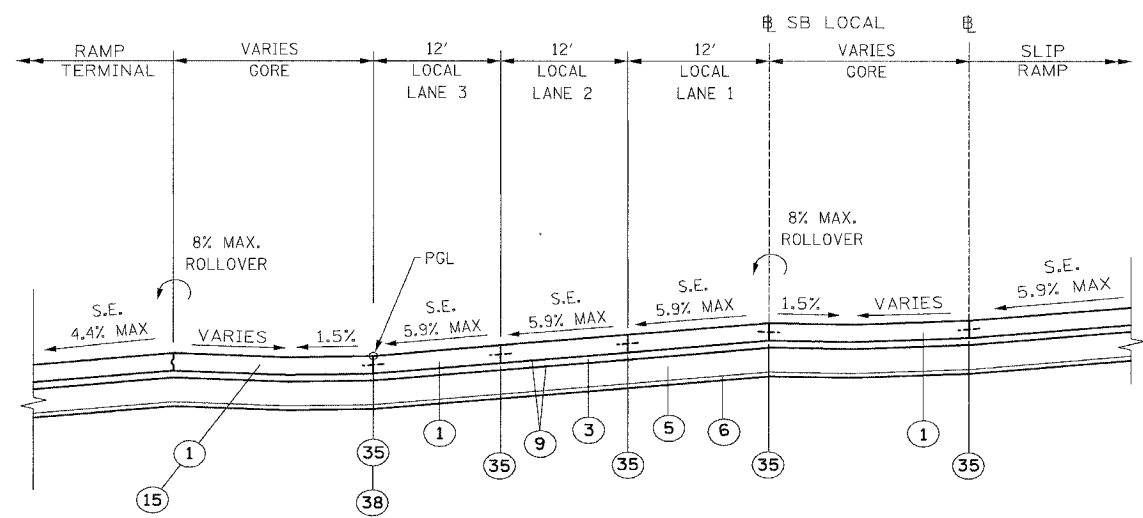 ℄ SB LOCAL
℄
RAMP
TERMINAL
VARIES
GORE
12'
LOCAL
LANE 3
12'
LOCAL
LANE 2
12'
LOCAL
LANE 1
VARIES
GORE
SLIP
RAMP
8% MAX.
ROLLOVER
PGL
8% MAX.
ROLLOVER
S.E.
4.4% MAX
VARIES
1.5%
S.E.
5.9% MAX
S.E.
5.9% MAX
S.E.
5.9% MAX
1.5%
VARIES
S.E.
5.9% MAX
1
15
35
38
1
35
9
3
35
5
6
35
1
35